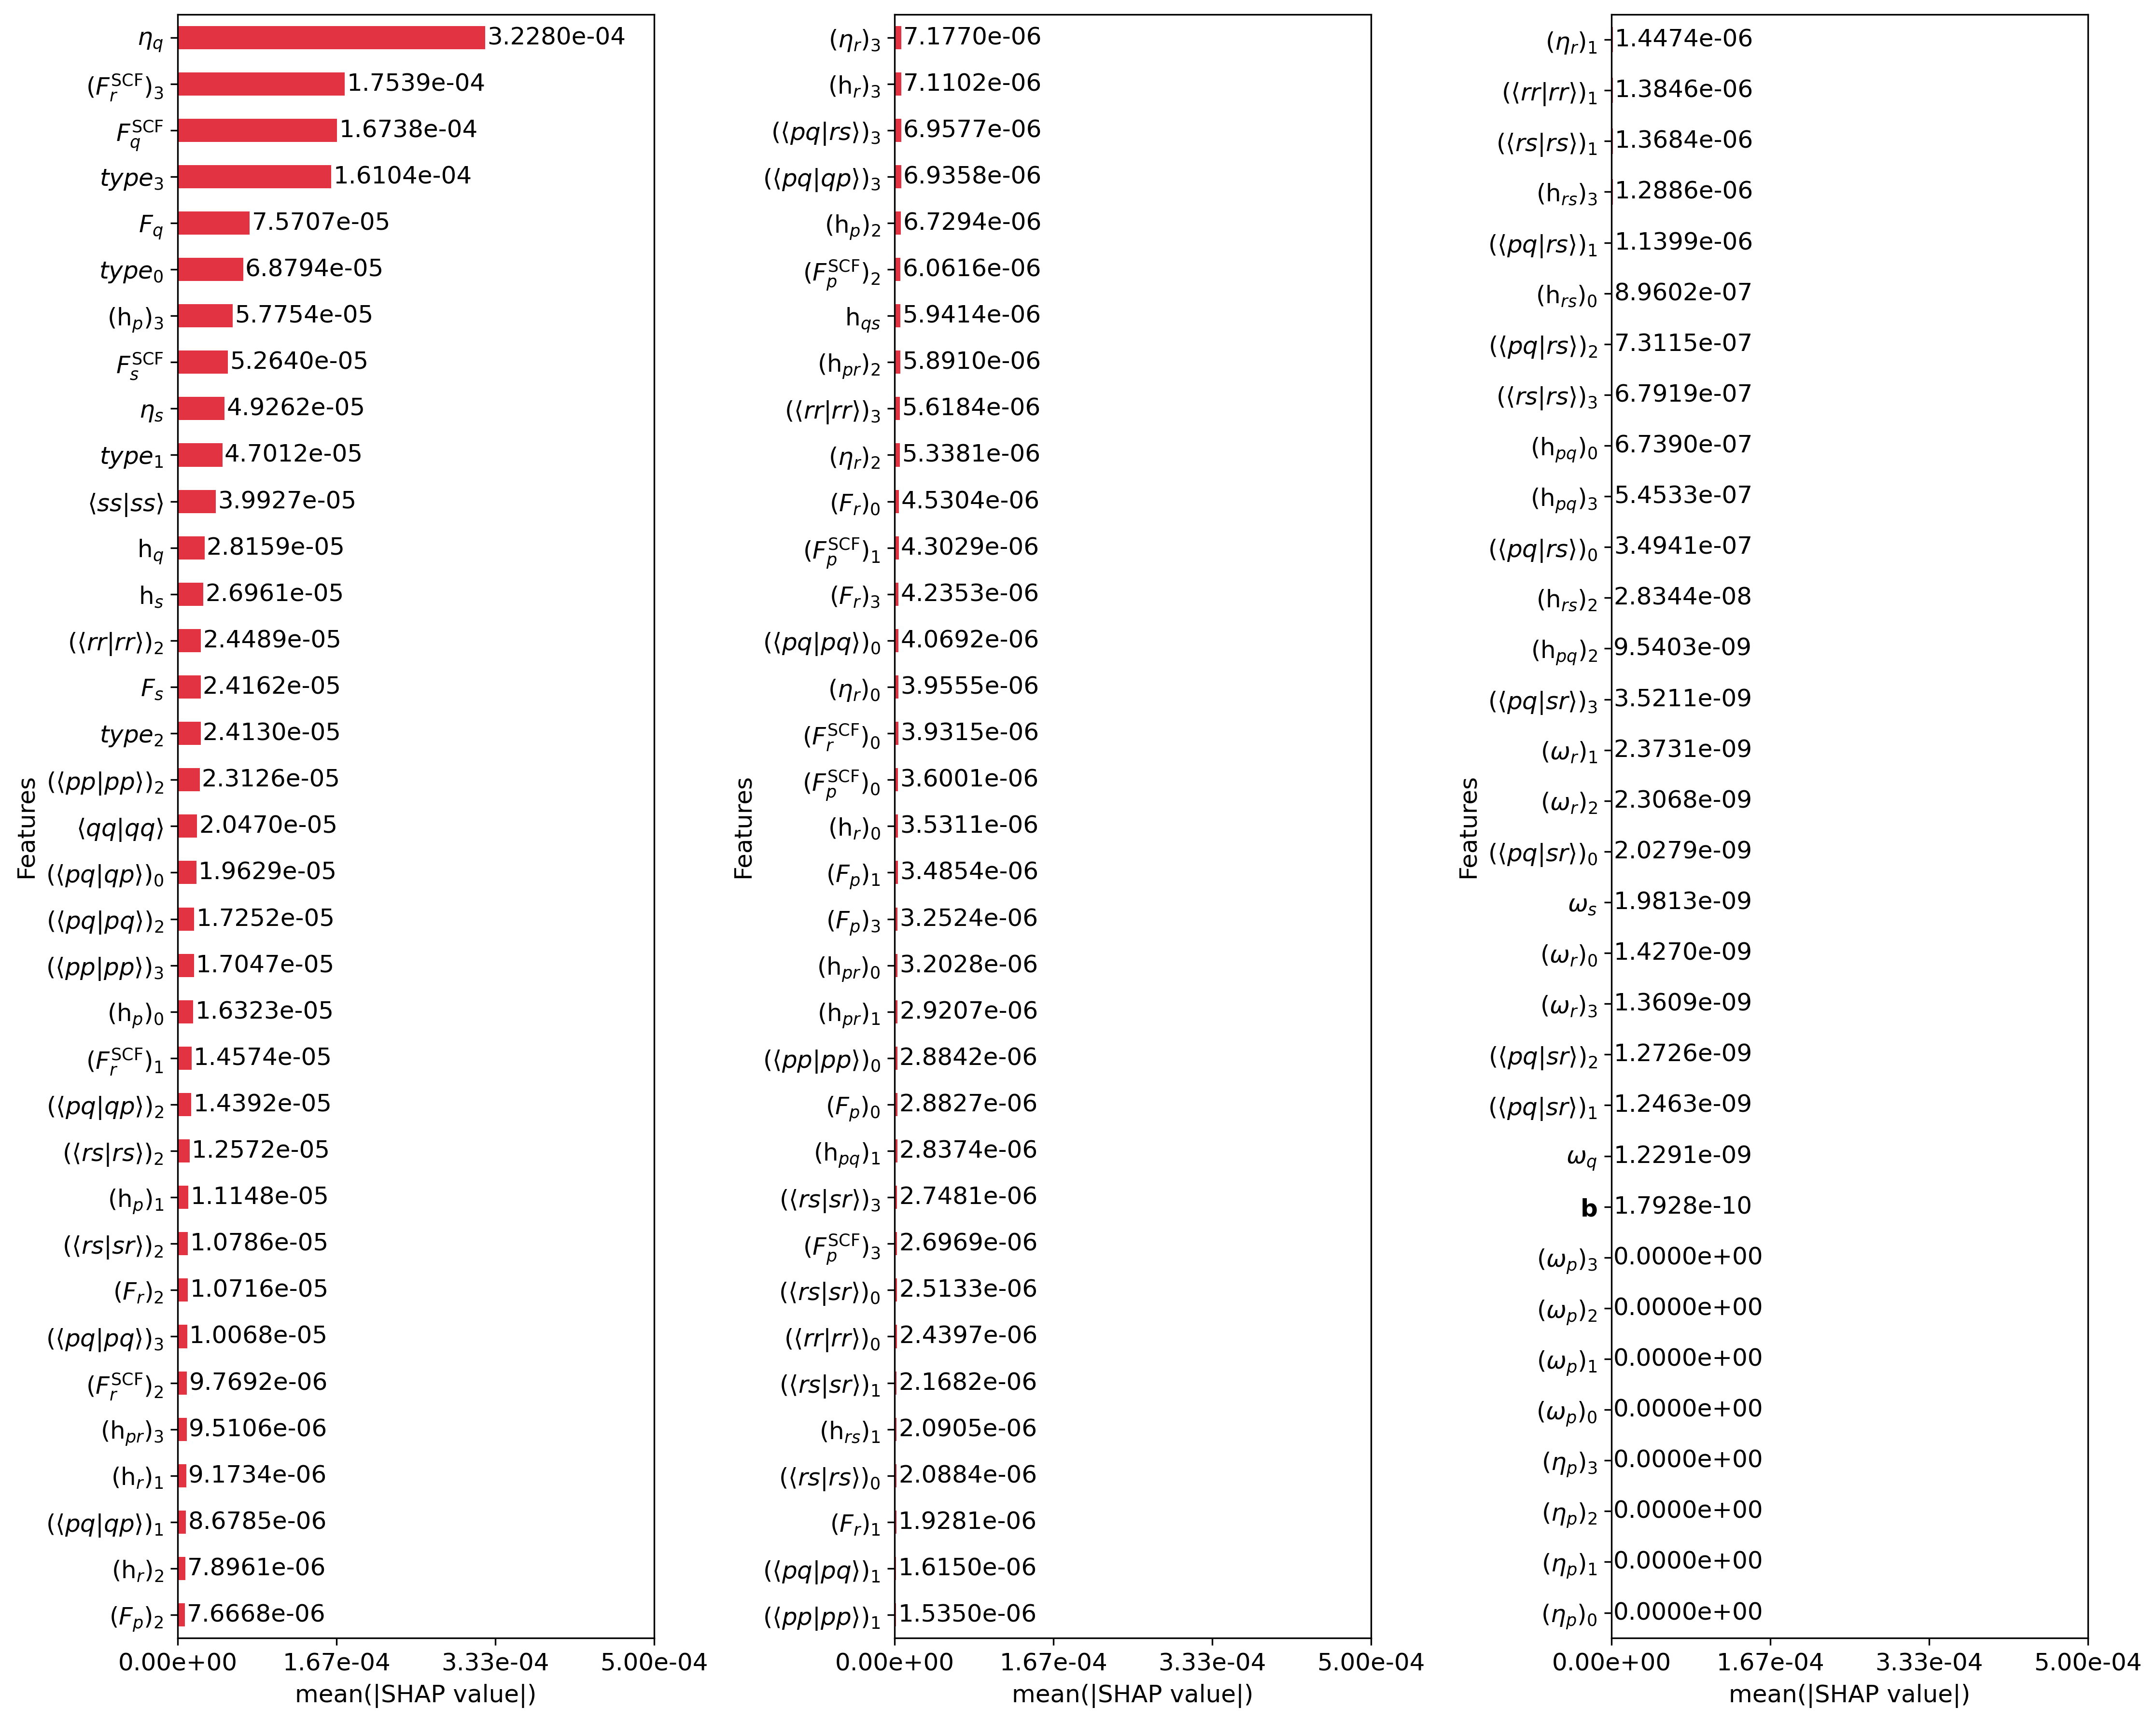 Features
η_q 3.2280e-04
(F_r^SCF)_3 1.7539e-04
F_q^SCF 1.6738e-04
type_3 1.6104e-04
F_q 7.5707e-05
type_0 6.8794e-05
(h_p)_3 5.7754e-05
F_s^SCF 5.2640e-05
η_s 4.9262e-05
type_1 4.7012e-05
⟨ss|ss⟩ 3.9927e-05
h_q 2.8159e-05
h_s 2.6961e-05
(⟨rr|rr⟩)_2 2.4489e-05
F_s 2.4162e-05
type_2 2.4130e-05
(⟨pp|pp⟩)_2 2.3126e-05
⟨qq|qq⟩ 2.0470e-05
(⟨pq|qp⟩)_0 1.9629e-05
(⟨pq|pq⟩)_2 1.7252e-05
(⟨pp|pp⟩)_3 1.7047e-05
(h_p)_0 1.6323e-05
(F_r^SCF)_1 1.4574e-05
(⟨pq|qp⟩)_2 1.4392e-05
(⟨rs|rs⟩)_2 1.2572e-05
(h_p)_1 1.1148e-05
(⟨rs|sr⟩)_2 1.0786e-05
(F_r)_2 1.0716e-05
(⟨pq|pq⟩)_3 1.0068e-05
(F_r^SCF)_2 9.7692e-06
(h_pr)_3 9.5106e-06
(h_r)_1 9.1734e-06
(⟨pq|qp⟩)_1 8.6785e-06
(h_r)_2 7.8961e-06
(F_p)_2 7.6668e-06
0.00e+00 1.67e-04 3.33e-04 5.00e-04
mean(|SHAP value|)
Features
(η_r)_3 7.1770e-06
(h_r)_3 7.1102e-06
(⟨pq|rs⟩)_3 6.9577e-06
(⟨pq|qp⟩)_3 6.9358e-06
(h_p)_2 6.7294e-06
(F_p^SCF)_2 6.0616e-06
h_qs 5.9414e-06
(h_pr)_2 5.8910e-06
(⟨rr|rr⟩)_3 5.6184e-06
(η_r)_2 5.3381e-06
(F_r)_0 4.5304e-06
(F_p^SCF)_1 4.3029e-06
(F_r)_3 4.2353e-06
(⟨pq|pq⟩)_0 4.0692e-06
(η_r)_0 3.9555e-06
(F_r^SCF)_0 3.9315e-06
(F_p^SCF)_0 3.6001e-06
(h_r)_0 3.5311e-06
(F_p)_1 3.4854e-06
(F_p)_3 3.2524e-06
(h_pr)_0 3.2028e-06
(h_pr)_1 2.9207e-06
(⟨pp|pp⟩)_0 2.8842e-06
(F_p)_0 2.8827e-06
(h_pq)_1 2.8374e-06
(⟨rs|sr⟩)_3 2.7481e-06
(F_p^SCF)_3 2.6969e-06
(⟨rs|sr⟩)_0 2.5133e-06
(⟨rr|rr⟩)_0 2.4397e-06
(⟨rs|sr⟩)_1 2.1682e-06
(h_rs)_1 2.0905e-06
(⟨rs|rs⟩)_0 2.0884e-06
(F_r)_1 1.9281e-06
(⟨pq|pq⟩)_1 1.6150e-06
(⟨pp|pp⟩)_1 1.5350e-06
0.00e+00 1.67e-04 3.33e-04 5.00e-04
mean(|SHAP value|)
Features
(η_r)_1 1.4474e-06
(⟨rr|rr⟩)_1 1.3846e-06
(⟨rs|rs⟩)_1 1.3684e-06
(h_rs)_3 1.2886e-06
(⟨pq|rs⟩)_1 1.1399e-06
(h_rs)_0 8.9602e-07
(⟨pq|rs⟩)_2 7.3115e-07
(⟨rs|rs⟩)_3 6.7919e-07
(h_pq)_0 6.7390e-07
(h_pq)_3 5.4533e-07
(⟨pq|rs⟩)_0 3.4941e-07
(h_rs)_2 2.8344e-08
(h_pq)_2 9.5403e-09
(⟨pq|sr⟩)_3 3.5211e-09
(ω_r)_1 2.3731e-09
(ω_r)_2 2.3068e-09
(⟨pq|sr⟩)_0 2.0279e-09
ω_s 1.9813e-09
(ω_r)_0 1.4270e-09
(ω_r)_3 1.3609e-09
(⟨pq|sr⟩)_2 1.2726e-09
(⟨pq|sr⟩)_1 1.2463e-09
ω_q 1.2291e-09
b 1.7928e-10
(ω_p)_3 0.0000e+00
(ω_p)_2 0.0000e+00
(ω_p)_1 0.0000e+00
(ω_p)_0 0.0000e+00
(η_p)_3 0.0000e+00
(η_p)_2 0.0000e+00
(η_p)_1 0.0000e+00
(η_p)_0 0.0000e+00
0.00e+00 1.67e-04 3.33e-04 5.00e-04
mean(|SHAP value|)